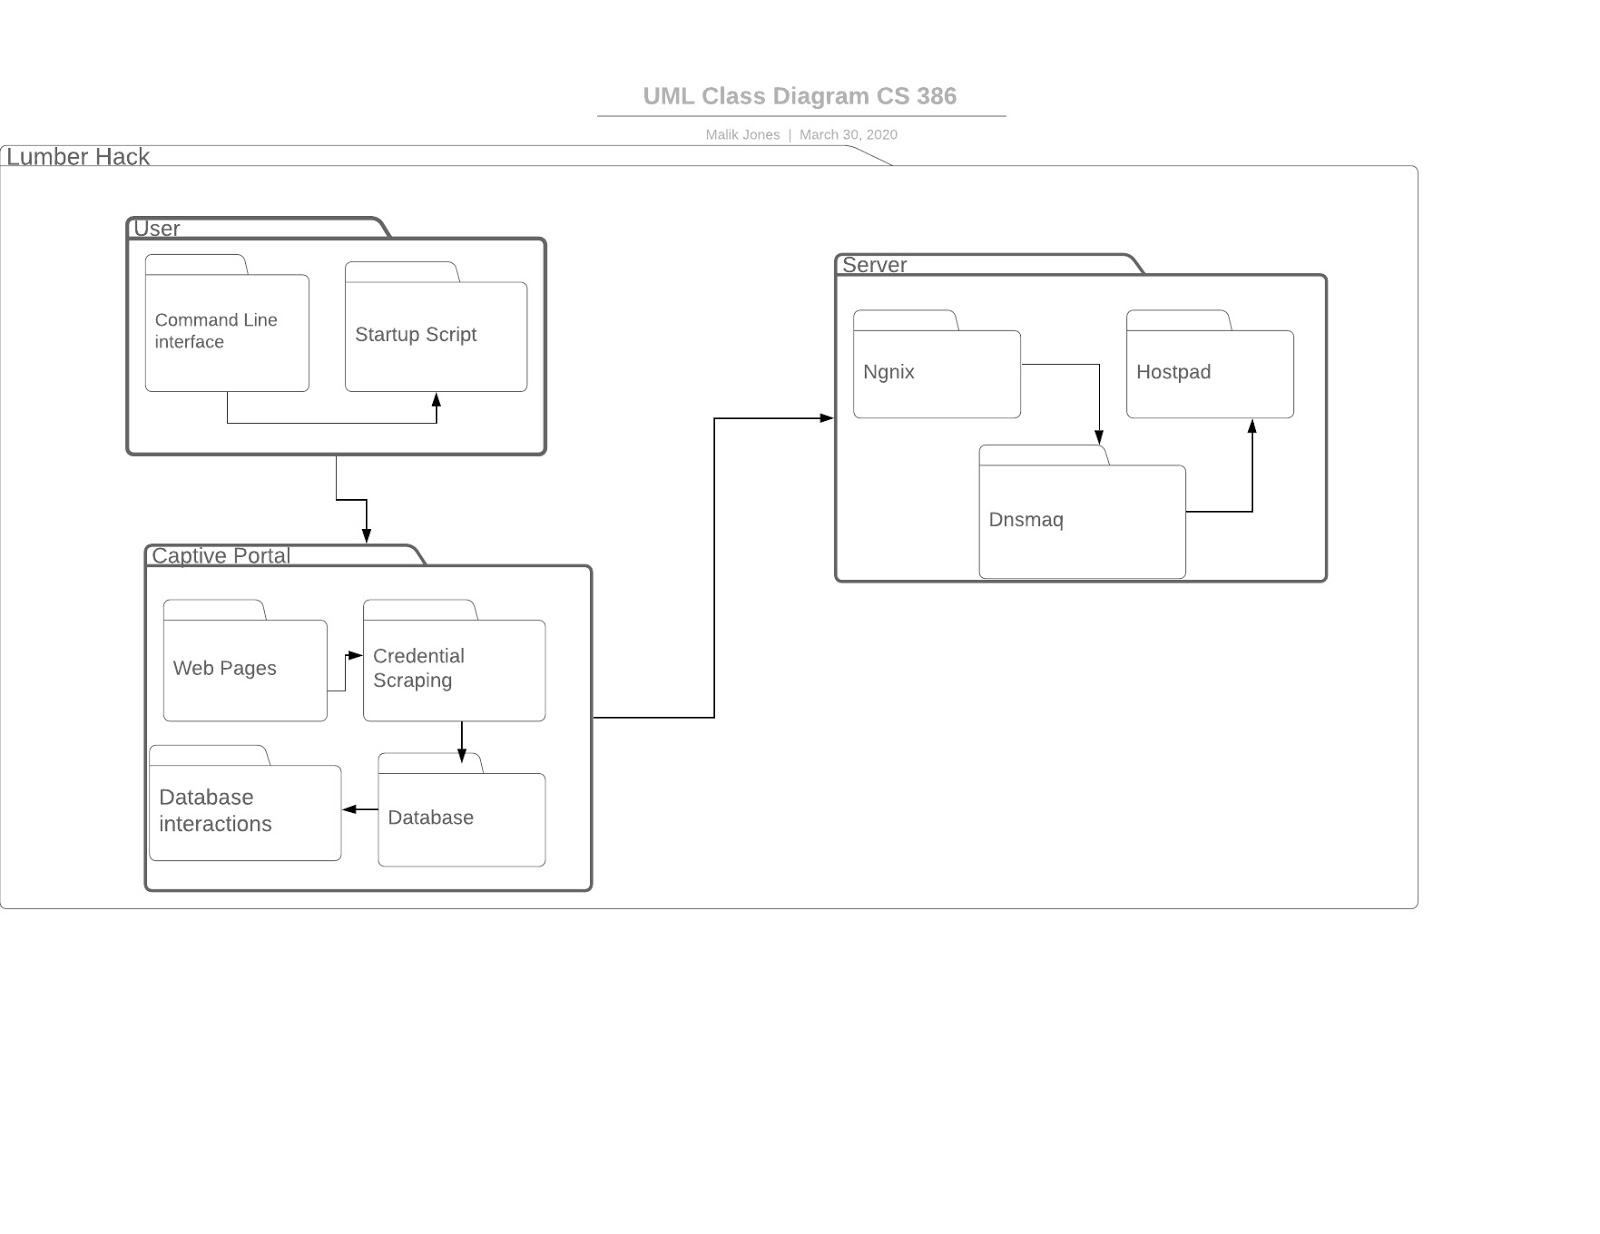 UML Class Diagram CS 386
Malik Jones | March 30, 2020
Lumber Hack
User
Command Line
interface
Startup Script
Server
Ngnix
Hostpad
Dnsmaq
Captive Portal
Web Pages
Credential
Scraping
Database
interactions
Database